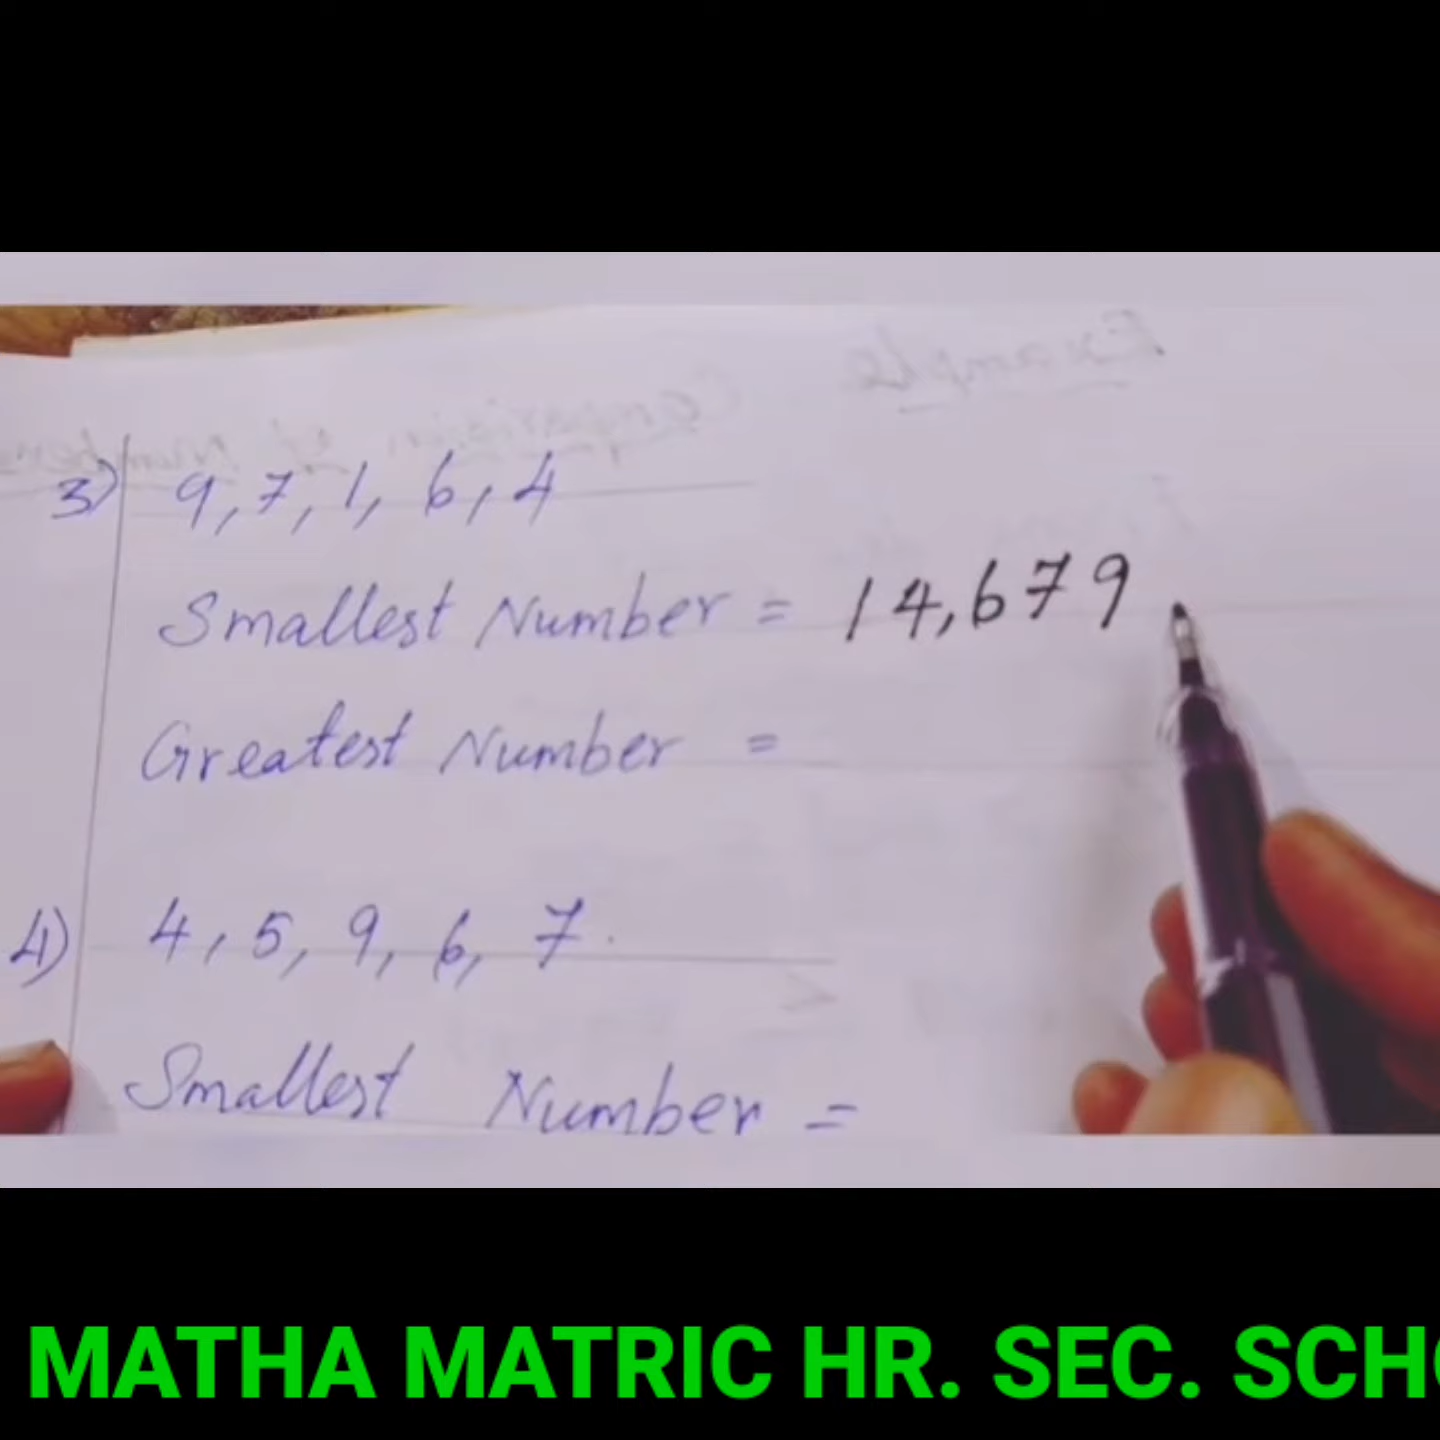 3) 9, 7, 1, 6, 4
Smallest Number = 14,679
Greatest Number =
4) 4, 5, 9, 6, 7.
Smallest Number =
MATHA MATRIC HR. SEC. SCHO